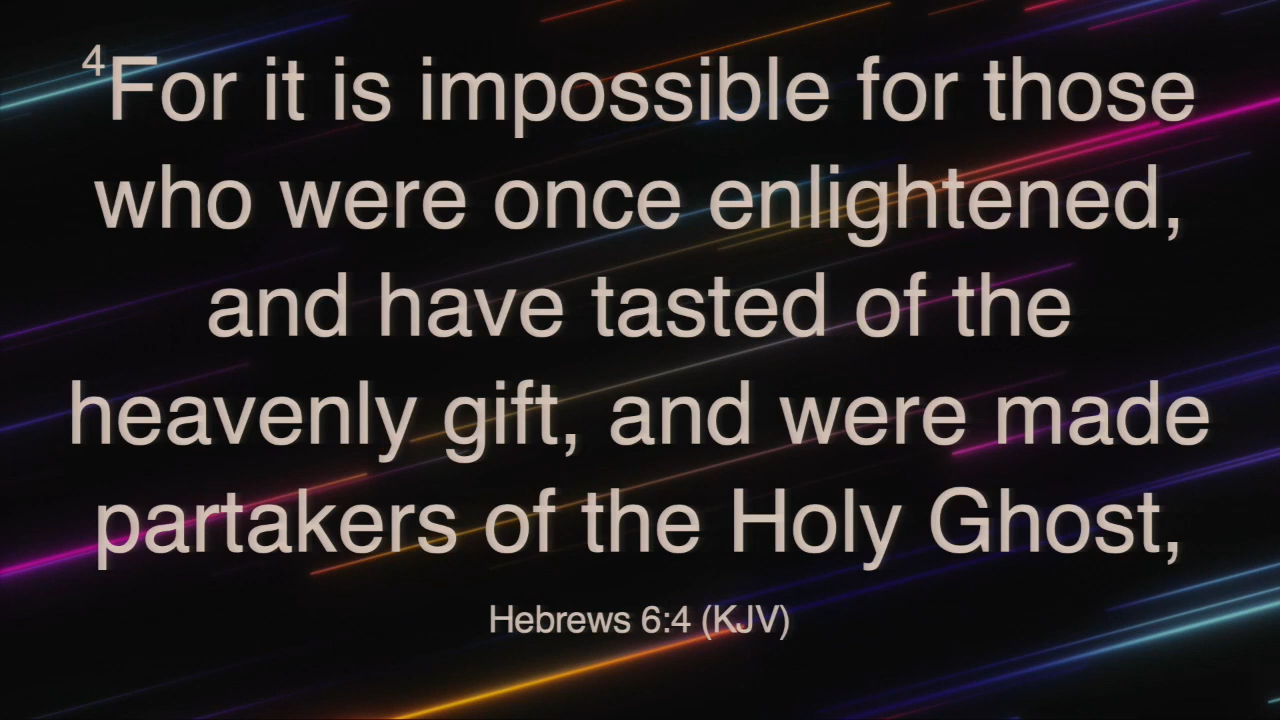 4For it is impossible for those
who were once enlightened,
and have tasted of the
heavenly gift, and were made
partakers of the Holy Ghost,
Hebrews 6:4 (KJV)